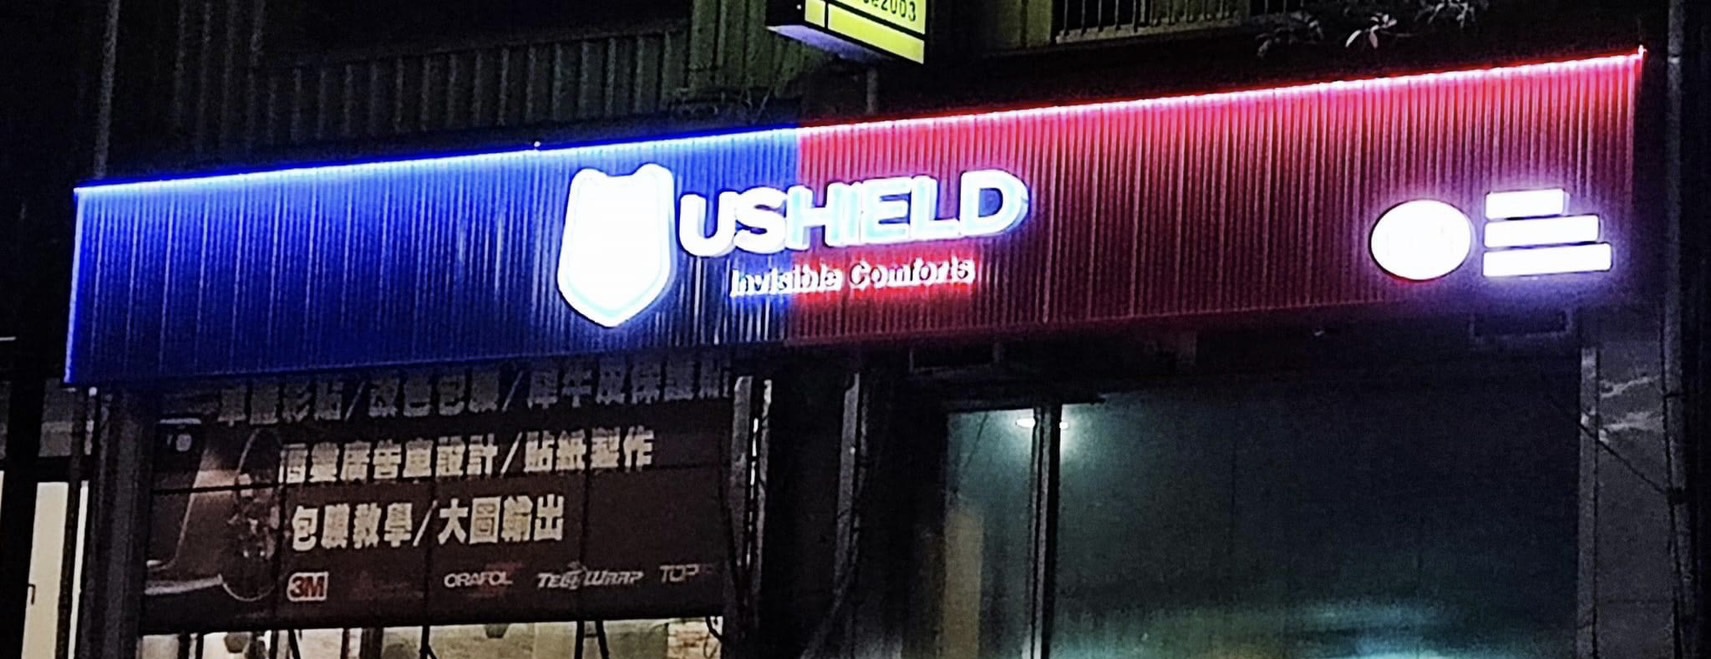 USHIELD
Invisible Comforts
車體彩貼/改色包膜/犀牛皮保護膜
商業廣告車設計/貼紙製作
包膜教學/大圖輸出
3M ORAFOL TECKWRAP TOP